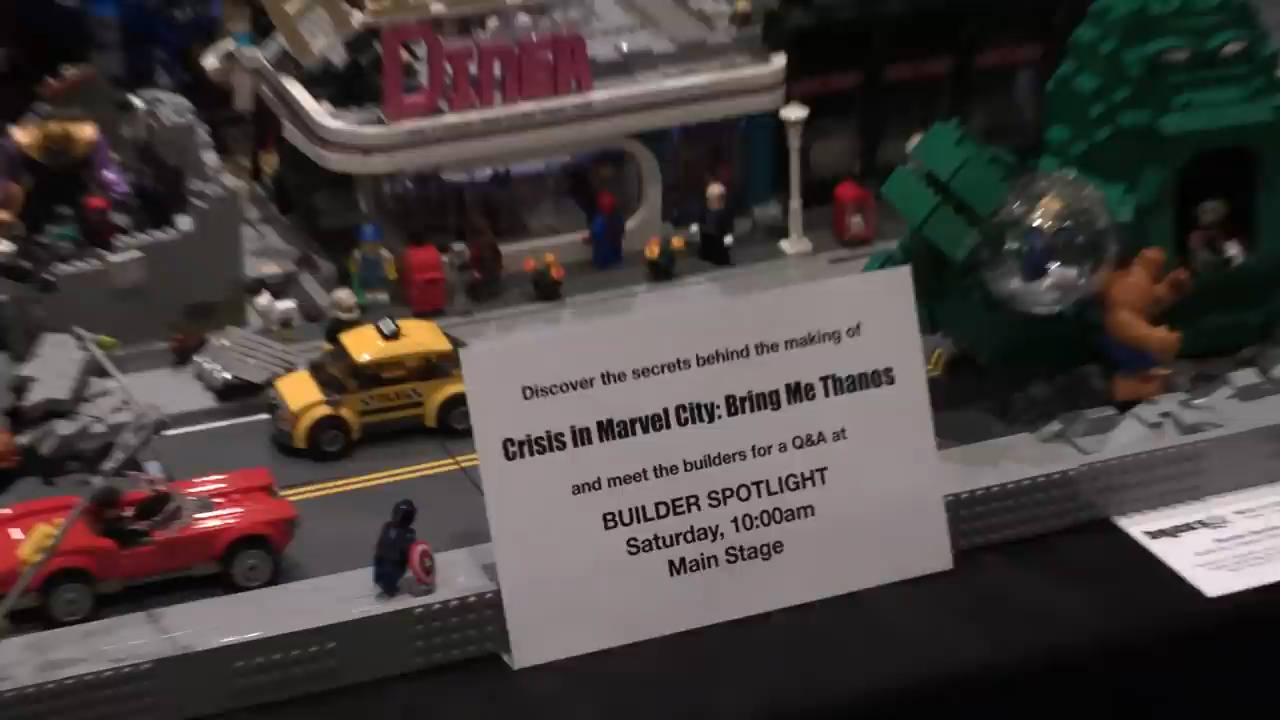 Diner
Discover the secrets behind the making of
Crisis in Marvel City: Bring Me Thanos
and meet the builders for a Q&A at
BUILDER SPOTLIGHT
Saturday, 10:00am
Main Stage